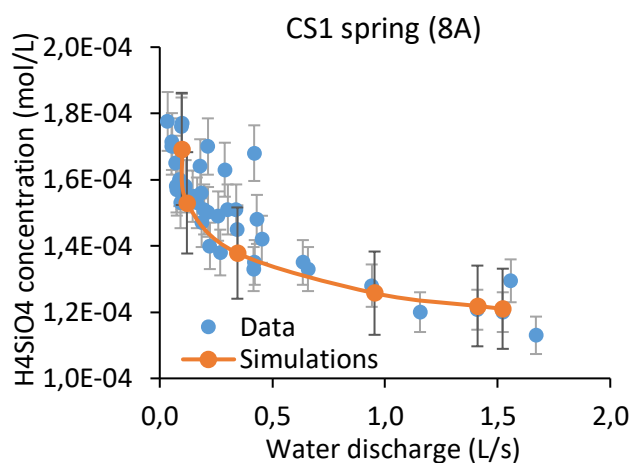 CS1 spring (8A)
H4SiO4 concentration (mol/L)
2,0E-04
1,8E-04
1,6E-04
1,4E-04
1,2E-04
1,0E-04
Data
Simulations
0,0 0,5 1,0 1,5 2,0
Water discharge (L/s)